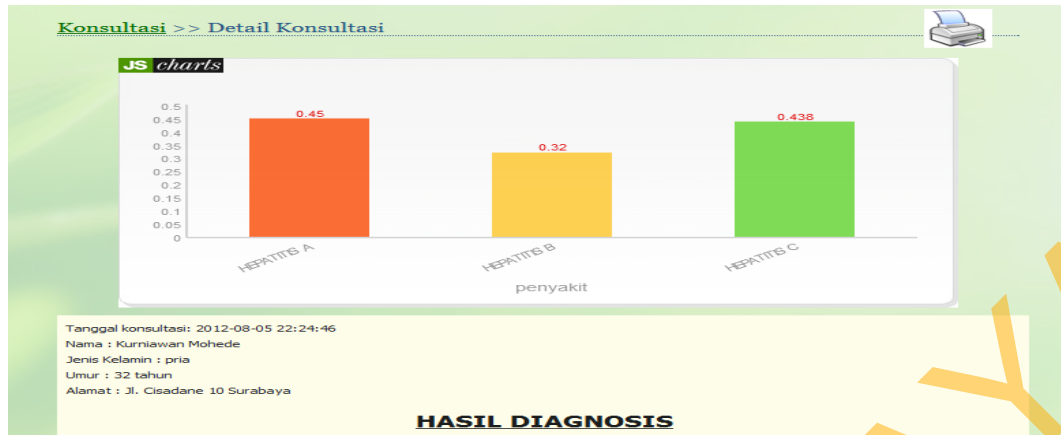 Konsultasi >> Detail Konsultasi
JS charts
0.5
0.45
0.4
0.35
0.3
0.25
0.2
0.15
0.1
0.05
0
0.45
0.32
0.438
HEPATITIS A
HEPATITIS B
HEPATITIS C
penyakit
Tanggal konsultasi: 2012-08-05 22:24:46
Nama : Kurniawan Mohede
Jenis Kelamin : pria
Umur : 32 tahun
Alamat : Jl. Cisadane 10 Surabaya
HASIL DIAGNOSIS